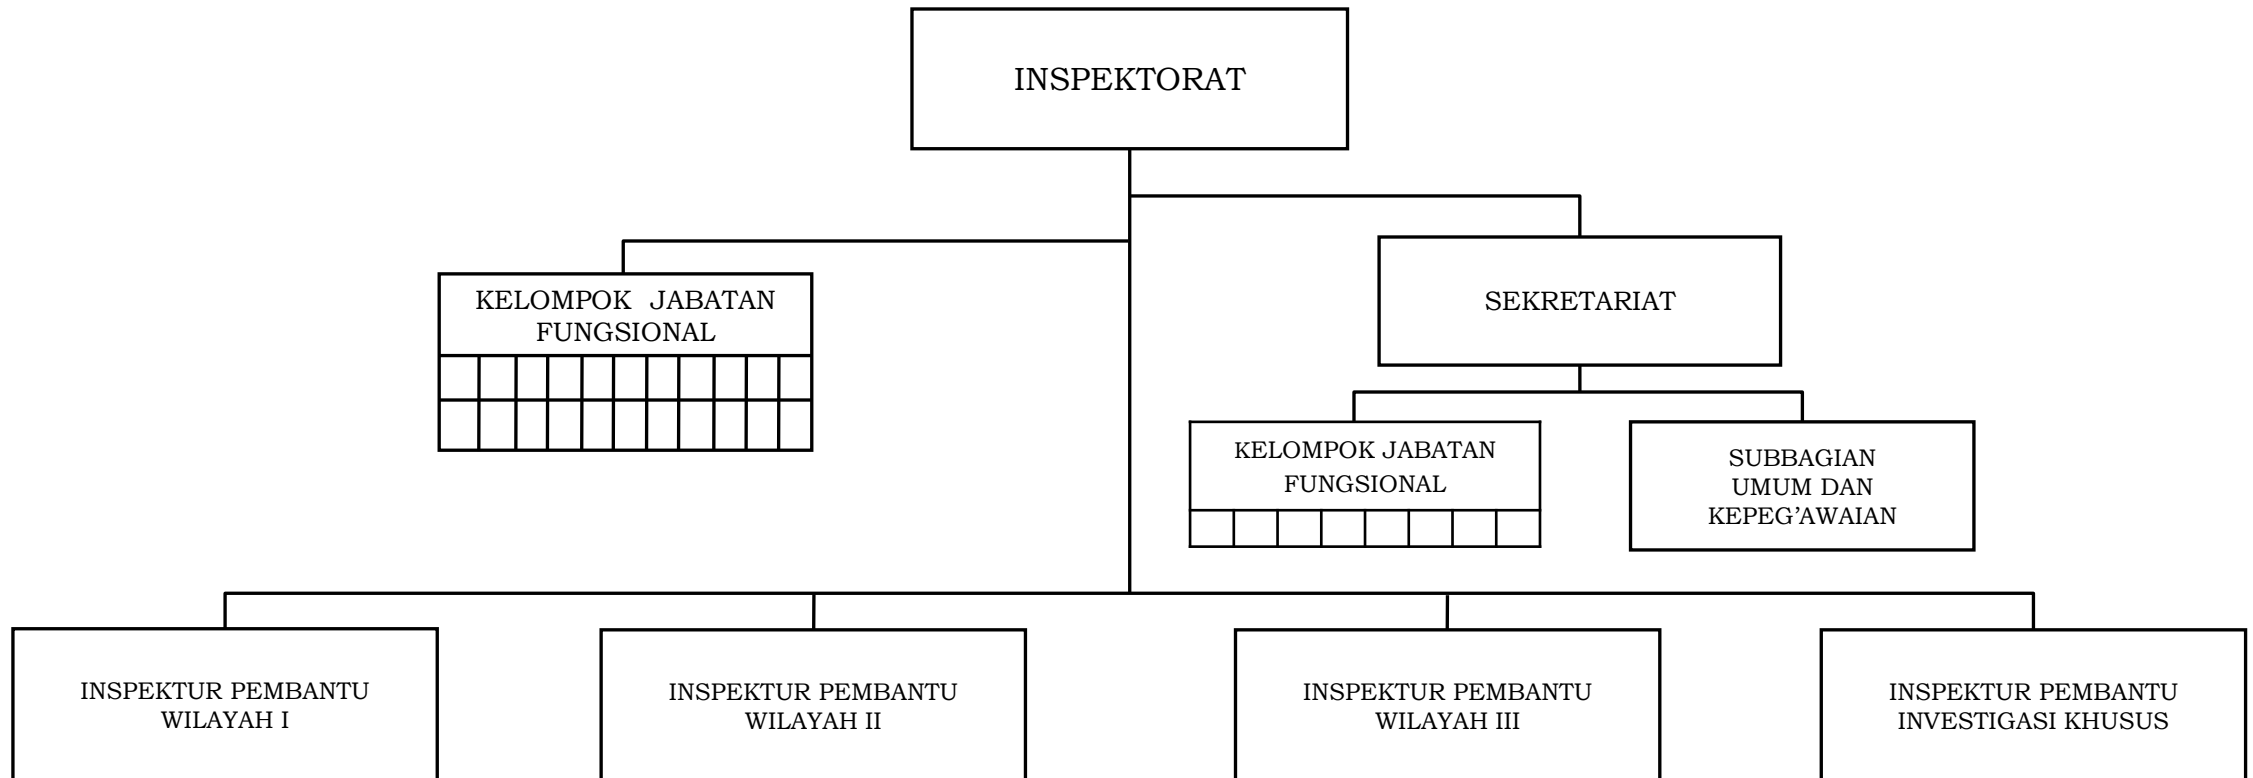 INSPEKTORAT
KELOMPOK JABATAN
FUNGSIONAL
SEKRETARIAT
KELOMPOK JABATAN
FUNGSIONAL
SUBBAGIAN
UMUM DAN
KEPEG’AWAIAN
INSPEKTUR PEMBANTU
WILAYAH I
INSPEKTUR PEMBANTU
WILAYAH II
INSPEKTUR PEMBANTU
WILAYAH III
INSPEKTUR PEMBANTU
INVESTIGASI KHUSUS